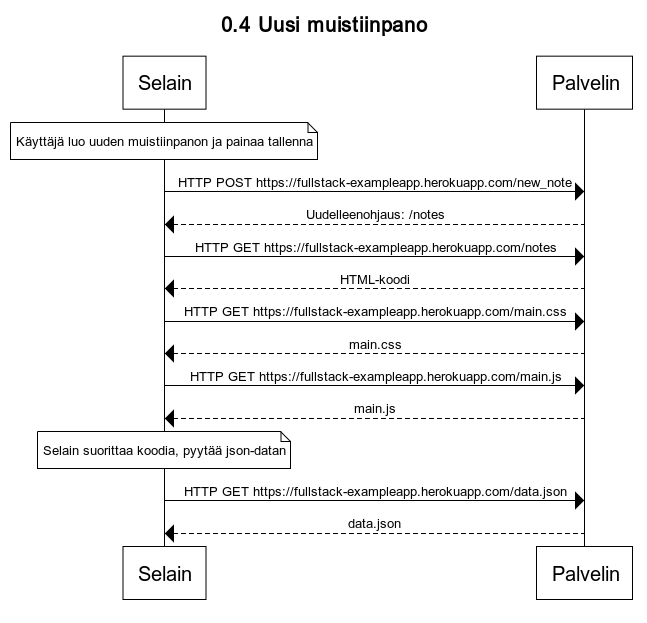 0.4 Uusi muistiinpano
Selain
Palvelin
Käyttäjä luo uuden muistiinpanon ja painaa tallenna
HTTP POST https://fullstack-exampleapp.herokuapp.com/new_note
Uudelleenohjaus: /notes
HTTP GET https://fullstack-exampleapp.herokuapp.com/notes
HTML-koodi
HTTP GET https://fullstack-exampleapp.herokuapp.com/main.css
main.css
HTTP GET https://fullstack-exampleapp.herokuapp.com/main.js
main.js
Selain suorittaa koodia, pyytää json-datan
HTTP GET https://fullstack-exampleapp.herokuapp.com/data.json
data.json
Selain
Palvelin